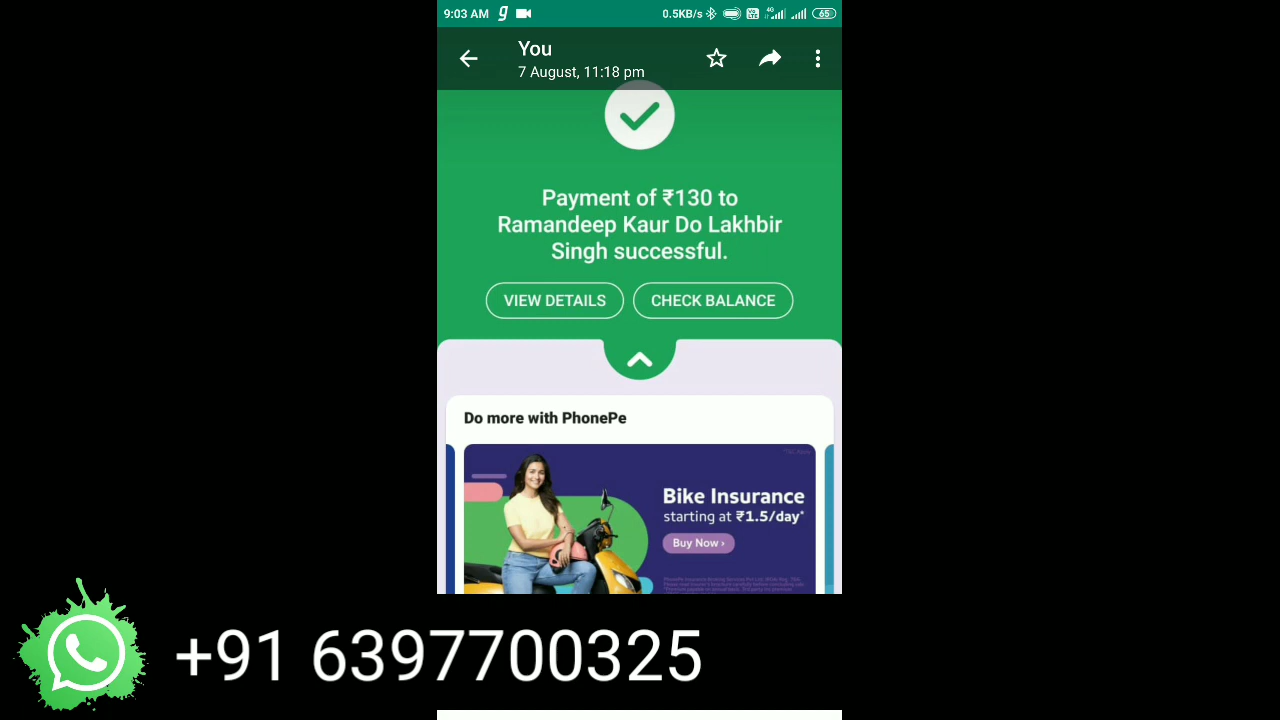 9:03 AM
0.5KB/s
4G
65
You
7 August, 11:18 pm
Payment of ₹130 to
Ramandeep Kaur Do Lakhbir
Singh successful.
VIEW DETAILS
CHECK BALANCE
Do more with PhonePe
Bike Insurance
starting at ₹1.5/day*
Buy Now ›
+91 6397700325